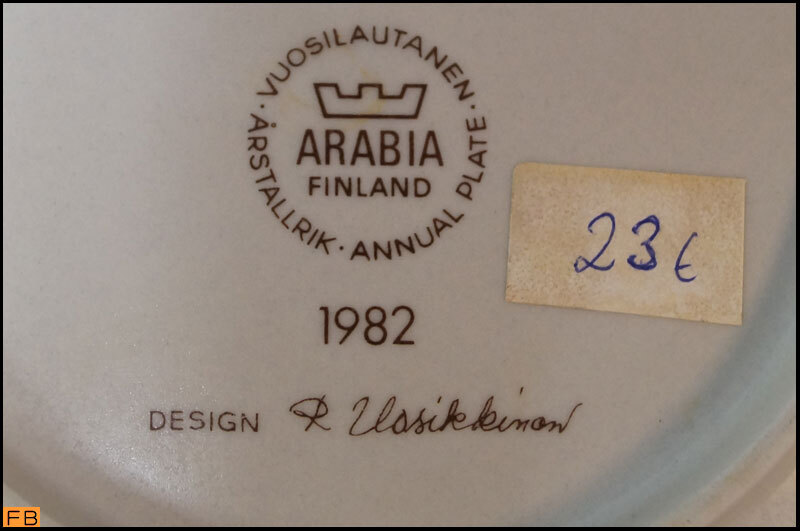 VUOSILAUTANEN · ANNUAL PLATE · ÅRSTALLRIK ·
ARABIA
FINLAND
23 €
1982
DESIGN R Uosikkinen
FB